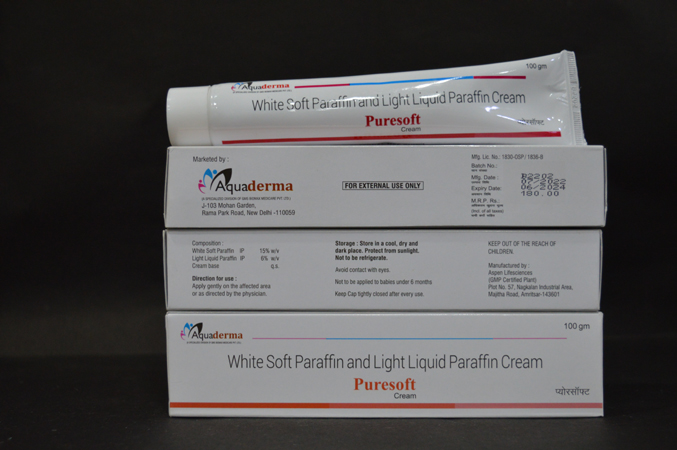 Aquaderma
100 gm
White Soft Paraffin and Light Liquid Paraffin Cream
Puresoft
Cream
प्योरसॉफ्ट
Marketed by :
Aquaderma
J-103 Mohan Garden,
Rama Park Road, New Delhi -110059
FOR EXTERNAL USE ONLY
Mfg. Lic. No.: 1830-OSP / 1836-B
Batch No.:
Mfg. Date :
Expiry Date:
M.R.P. Rs.:
(Incl. of all taxes)
180.00
Composition :
White Soft Paraffin IP 15% w/v
Light Liquid Paraffin IP 6% w/v
Cream base q.s.
Direction for use :
Apply gently on the affected area
or as directed by the physician.
Storage : Store in a cool, dry and
dark place. Protect from sunlight.
Not to be refrigerate.
Avoid contact with eyes.
Not to be applied to babies under 6 months
Keep Cap tightly closed after every use.
KEEP OUT OF THE REACH OF
CHILDREN.
Manufactured by :
Aspen Lifesciences
(GMP Certified Plant)
Plot No. 57, Nagkalan Industrial Area,
Majitha Road, Amritsar-143601
Aquaderma
100 gm
White Soft Paraffin and Light Liquid Paraffin Cream
Puresoft
Cream
प्योरसॉफ्ट